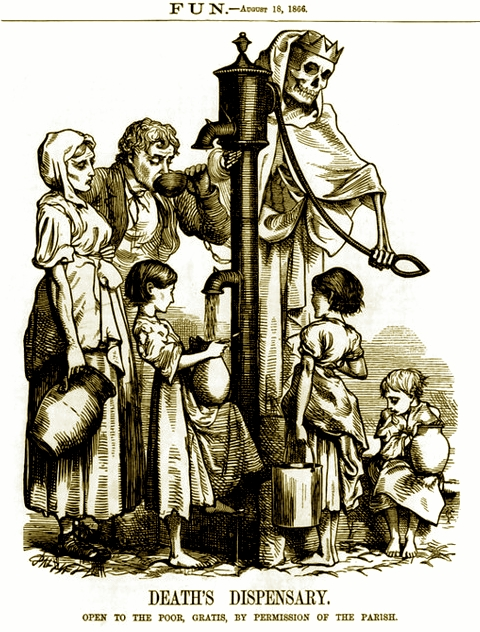 FUN.—AUGUST 18, 1866.
DEATH'S DISPENSARY.
OPEN TO THE POOR, GRATIS, BY PERMISSION OF THE PARISH.